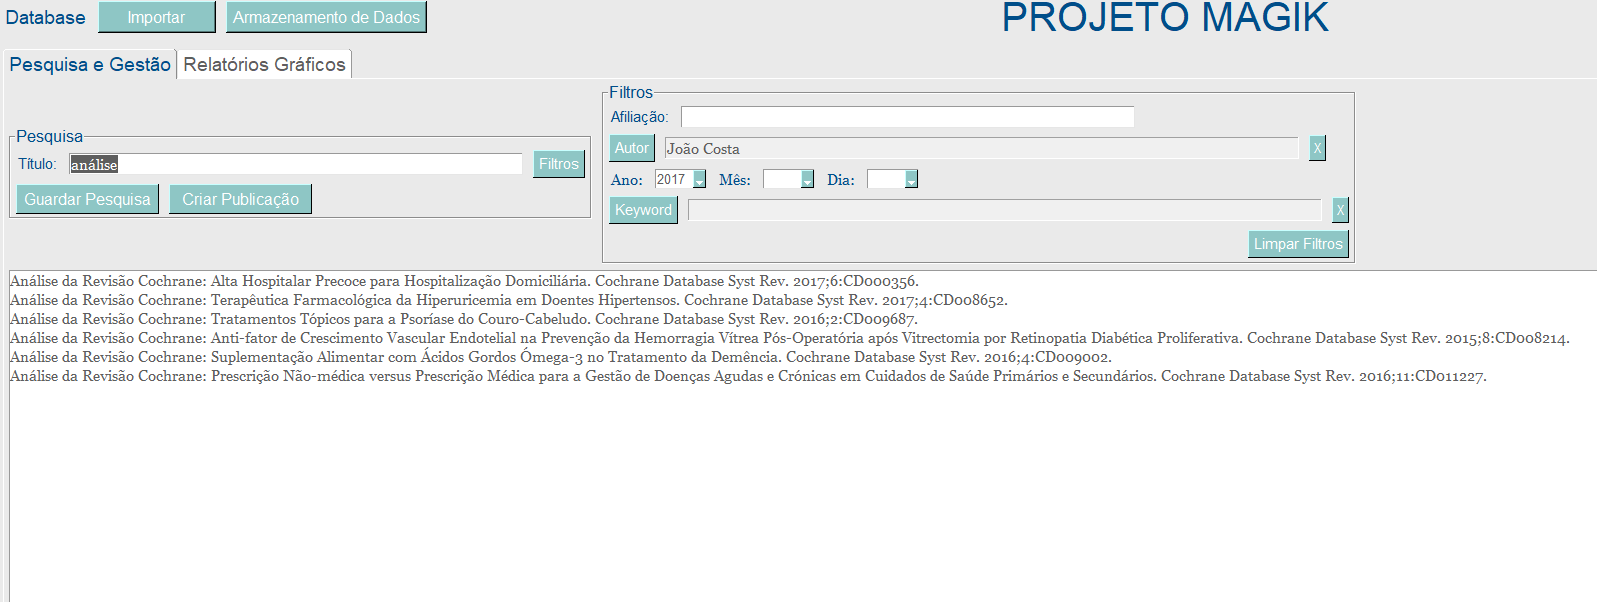 Database Importar Armazenamento de Dados PROJETO MAGIK
Pesquisa e Gestão Relatórios Gráficos
Pesquisa
Título: análise Filtros
Guardar Pesquisa Criar Publicação
Filtros
Afiliação:
Autor João Costa X
Ano: 2017 Mês: Dia:
Keyword X
Limpar Filtros
Análise da Revisão Cochrane: Alta Hospitalar Precoce para Hospitalização Domiciliária. Cochrane Database Syst Rev. 2017;6:CD000356.
Análise da Revisão Cochrane: Terapêutica Farmacológica da Hiperuricemia em Doentes Hipertensos. Cochrane Database Syst Rev. 2017;4:CD008652.
Análise da Revisão Cochrane: Tratamentos Tópicos para a Psoríase do Couro-Cabeludo. Cochrane Database Syst Rev. 2016;2:CD009687.
Análise da Revisão Cochrane: Anti-fator de Crescimento Vascular Endotelial na Prevenção da Hemorragia Vítrea Pós-Operatória após Vitrectomia por Retinopatia Diabética Proliferativa. Cochrane Database Syst Rev. 2015;8:CD008214.
Análise da Revisão Cochrane: Suplementação Alimentar com Ácidos Gordos Ómega-3 no Tratamento da Demência. Cochrane Database Syst Rev. 2016;4:CD009002.
Análise da Revisão Cochrane: Prescrição Não-médica versus Prescrição Médica para a Gestão de Doenças Agudas e Crónicas em Cuidados de Saúde Primários e Secundários. Cochrane Database Syst Rev. 2016;11:CD011227.